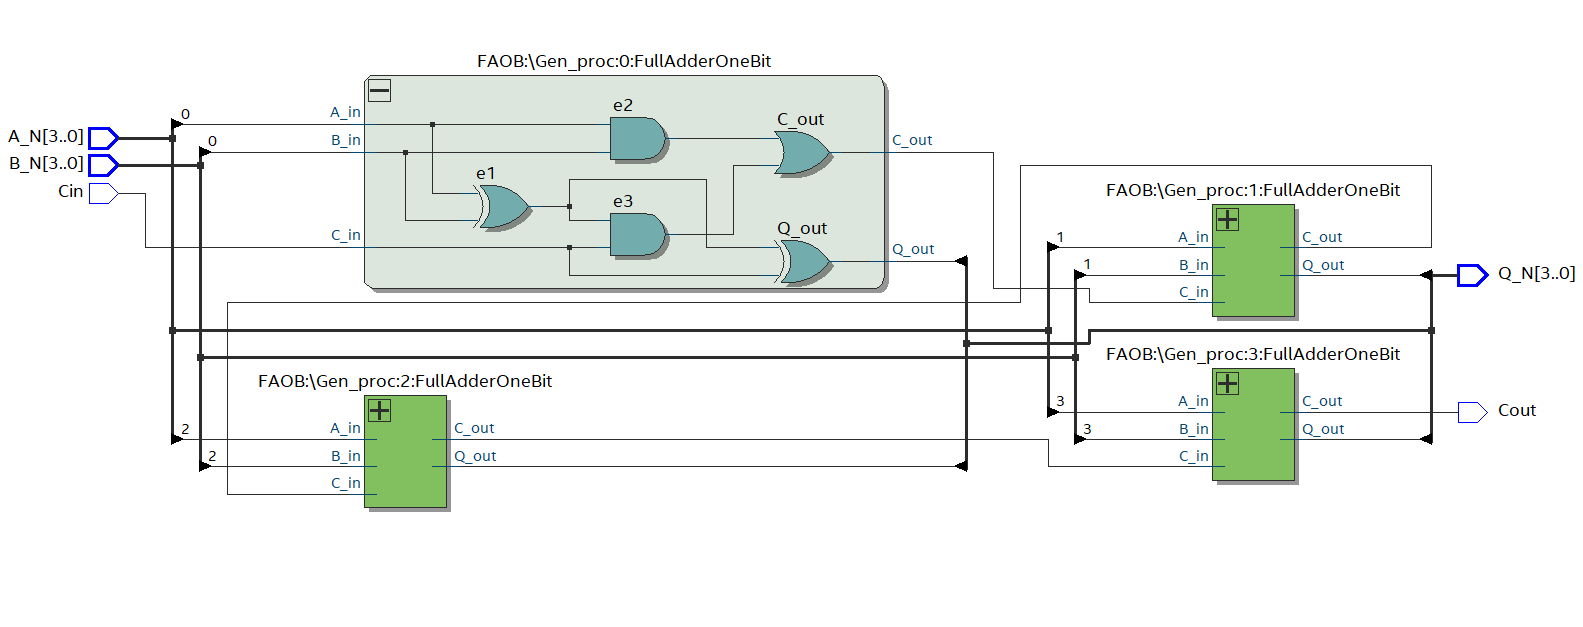 FAOB:\Gen_proc:0:FullAdderOneBit
A_N[3..0]
B_N[3..0]
Cin
0
0
A_in
B_in
C_in
e1
e2
e3
C_out
Q_out
C_out
Q_out
FAOB:\Gen_proc:1:FullAdderOneBit
1
1
A_in
B_in
C_in
C_out
Q_out
Q_N[3..0]
FAOB:\Gen_proc:2:FullAdderOneBit
2
2
A_in
B_in
C_in
C_out
Q_out
FAOB:\Gen_proc:3:FullAdderOneBit
3
3
A_in
B_in
C_in
C_out
Q_out
Cout